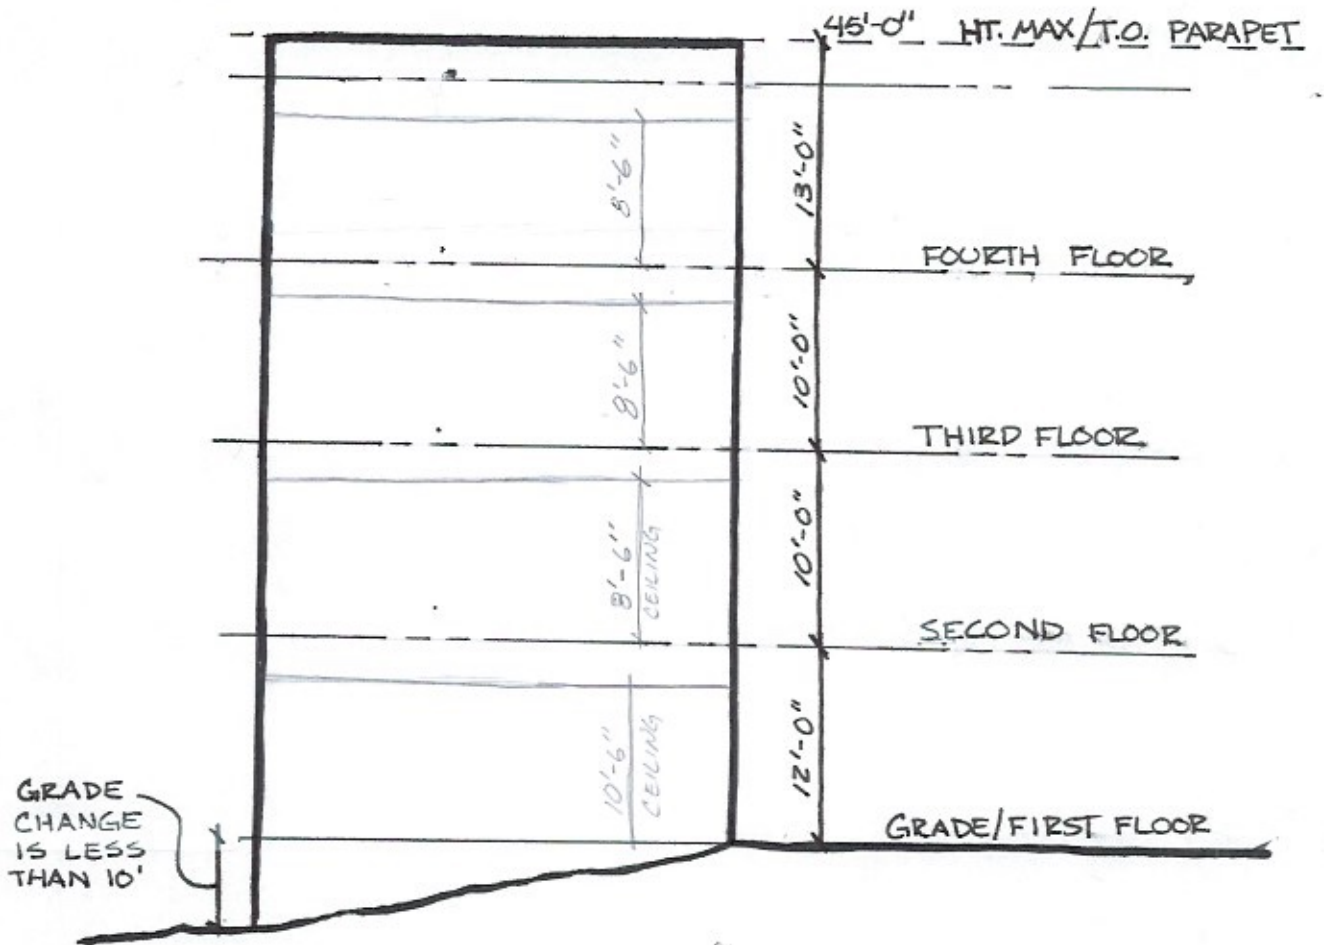 45'-0" HT. MAX/T.O. PARAPET
8'-6"
13'-0"
FOURTH FLOOR
8'-6"
10'-0"
THIRD FLOOR
8'-6"
CEILING
10'-0"
SECOND FLOOR
10'-6"
CEILING
12'-0"
GRADE/FIRST FLOOR
GRADE
CHANGE
IS LESS
THAN 10'